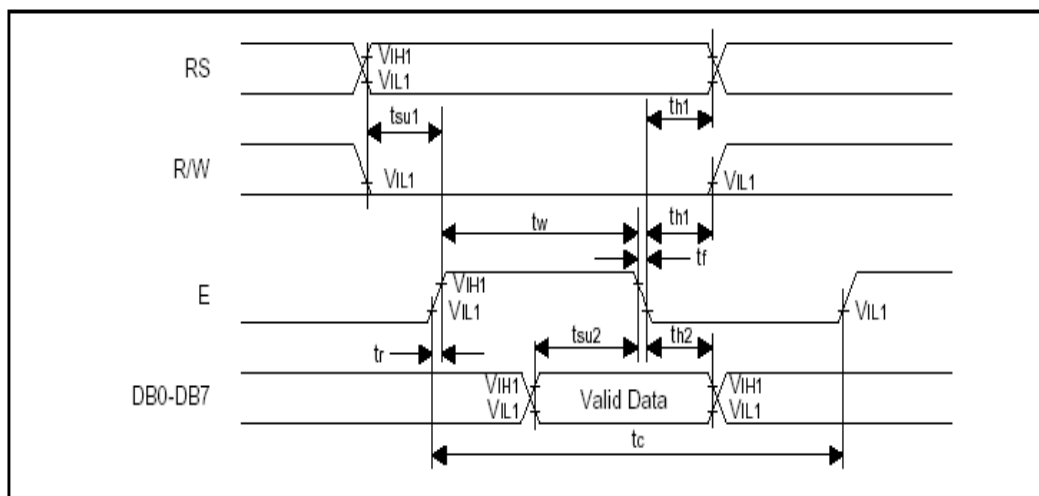 RS
VIH1
VIL1
tsu1
th1
R/W
VIL1
VIL1
tw
th1
tf
E
VIH1
VIL1
VIL1
tr
tsu2
th2
DB0-DB7
VIH1
VIL1
Valid Data
VIH1
VIL1
tc